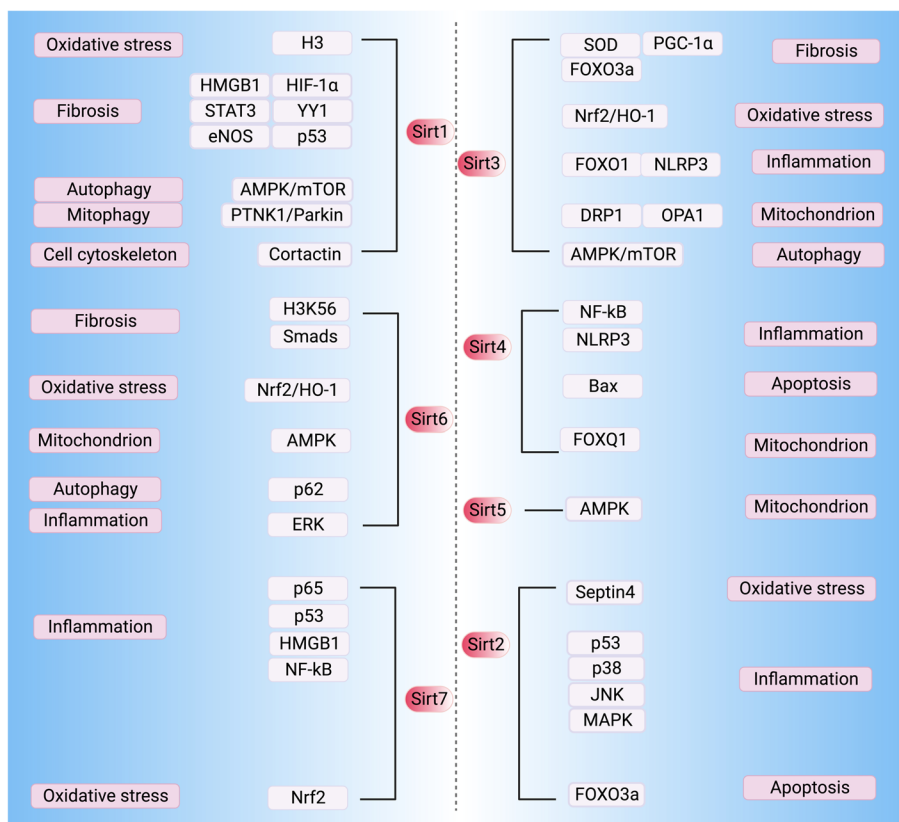 Oxidative stress
H3
Fibrosis
HMGB1 HIF-1α
STAT3 YY1
eNOS p53
Sirt1
Autophagy
AMPK/mTOR
Mitophagy
PTNK1/Parkin
Cell cytoskeleton
Cortactin
Fibrosis
H3K56
Smads
Oxidative stress
Nrf2/HO-1
Sirt6
Mitochondrion
AMPK
Autophagy
p62
Inflammation
ERK
Inflammation
p65
p53
HMGB1
NF-kB
Sirt7
Oxidative stress
Nrf2
SOD PGC-1α
FOXO3a
Fibrosis
Nrf2/HO-1
Oxidative stress
Sirt3
FOXO1 NLRP3
Inflammation
DRP1 OPA1
Mitochondrion
AMPK/mTOR
Autophagy
NF-kB
NLRP3
Inflammation
Sirt4
Bax
Apoptosis
FOXQ1
Mitochondrion
Sirt5
AMPK
Mitochondrion
Septin4
Oxidative stress
Sirt2
p53
p38
JNK
MAPK
Inflammation
FOXO3a
Apoptosis